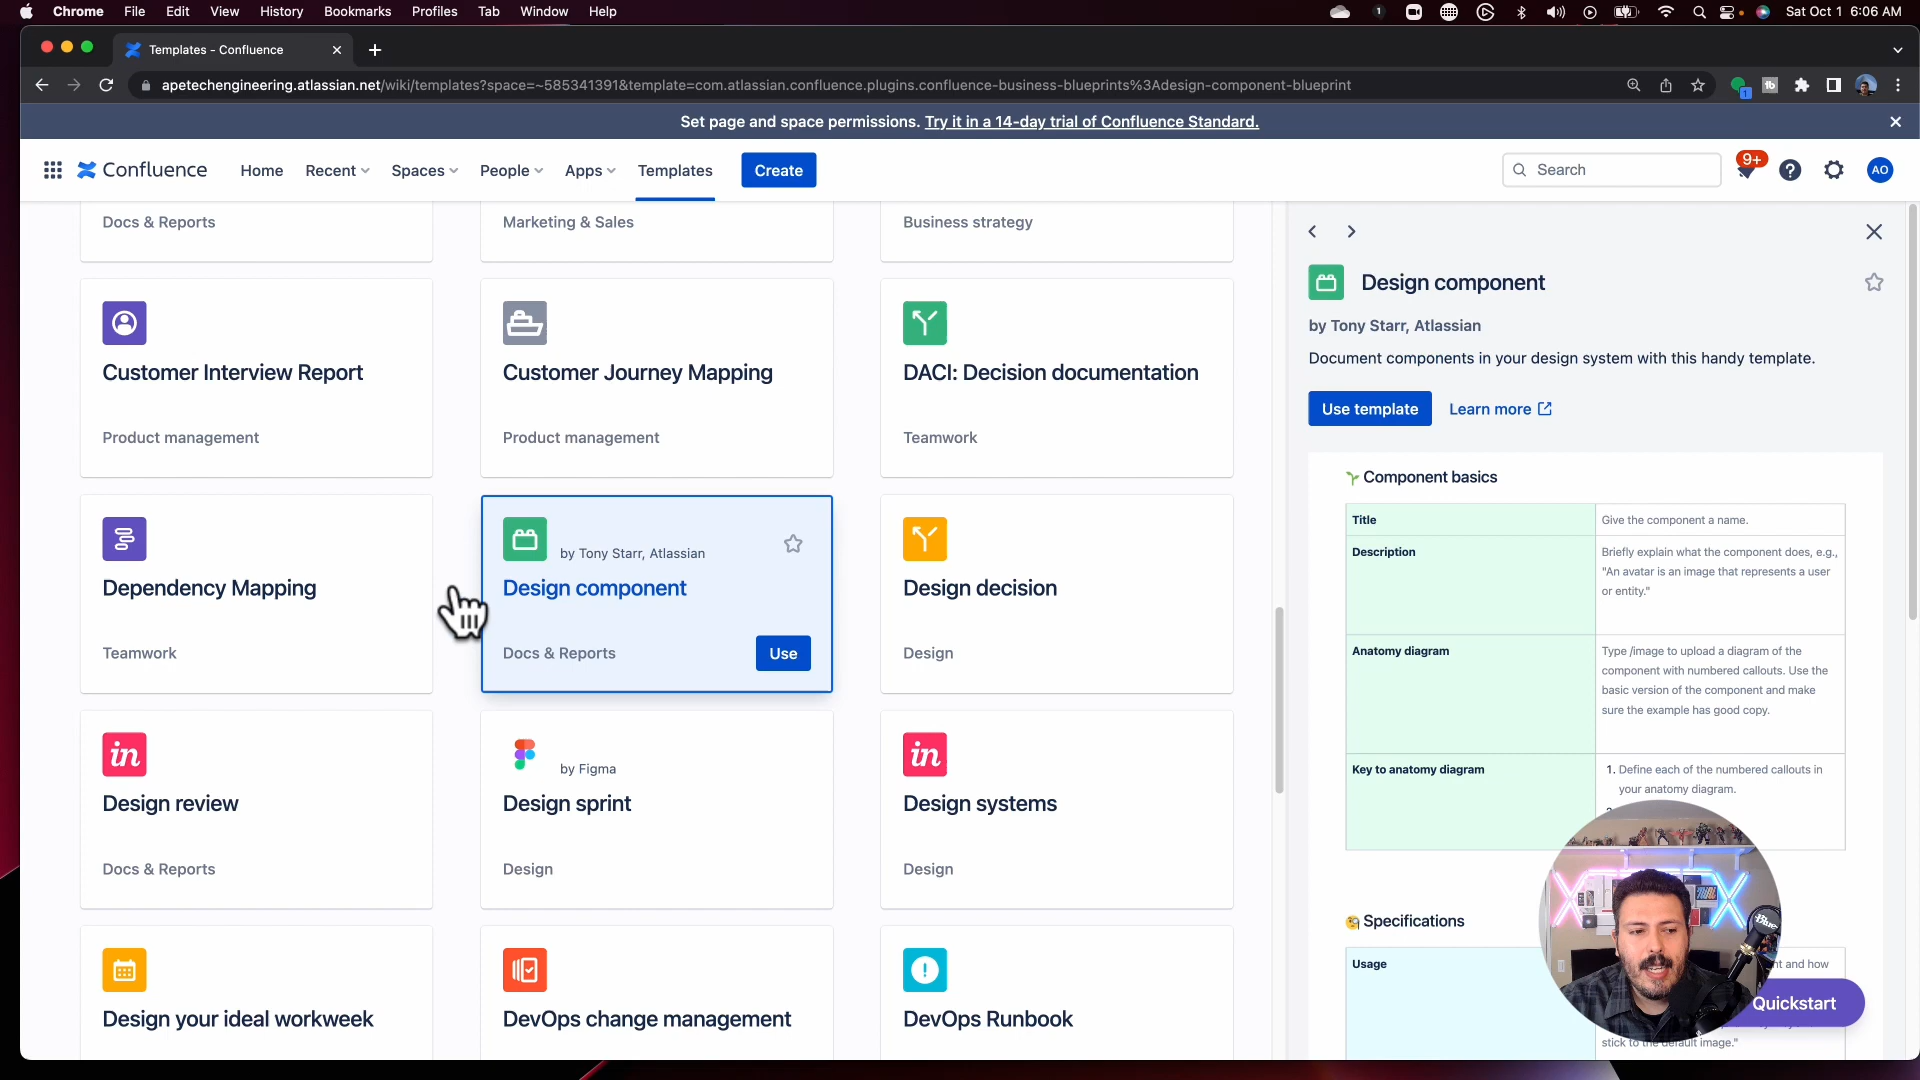 Chrome File Edit View History Bookmarks Profiles Tab Window Help
1 Sat Oct 1 6:06 AM
Templates - Confluence
apetechengineering.atlassian.net/wiki/templates?space=~585341391&template=com.atlassian.confluence.plugins.confluence-business-blueprints%3Adesign-component-blueprint
tb
1
Set page and space permissions. Try it in a 14-day trial of Confluence Standard.
Confluence Home Recent Spaces People Apps Templates Create
Search
9+
AO
Docs & Reports
Marketing & Sales
Business strategy
Customer Interview Report
Product management
Customer Journey Mapping
Product management
DACI: Decision documentation
Teamwork
Dependency Mapping
Teamwork
by Tony Starr, Atlassian
Design component
Docs & Reports
Use
Design decision
Design
in
Design review
Docs & Reports
by Figma
Design sprint
Design
in
Design systems
Design
Design your ideal workweek
DevOps change management
DevOps Runbook
Design component
by Tony Starr, Atlassian
Document components in your design system with this handy template.
Use template
Learn more
Component basics
Title
Give the component a name.
Description
Briefly explain what the component does, e.g.,
"An avatar is an image that represents a user
or entity."
Anatomy diagram
Type /image to upload a diagram of the
component with numbered callouts. Use the
basic version of the component and make
sure the example has good copy.
Key to anatomy diagram
1. Define each of the numbered callouts in
your anatomy diagram.
Specifications
Usage
and how
stick to the default image."
Blue
Quickstart